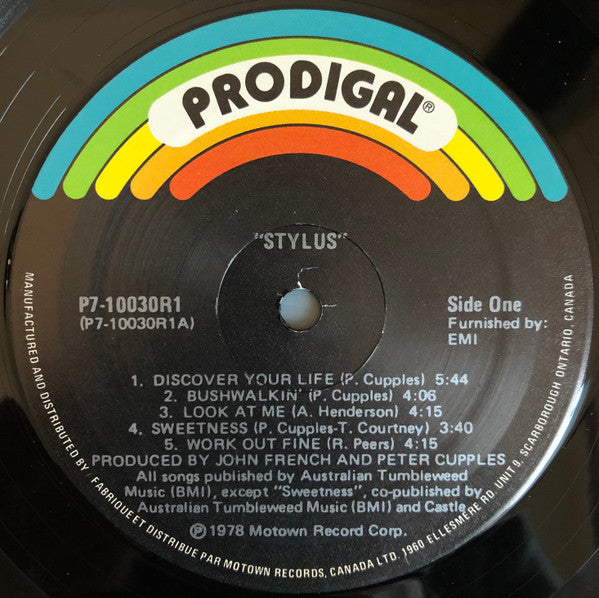 PRODIGAL®
"STYLUS"
P7-10030R1
(P7-10030R1A)
Side One
Furnished by:
EMI
1. DISCOVER YOUR LIFE (P. Cupples) 5:44
2. BUSHWALKIN' (P. Cupples) 4:06
3. LOOK AT ME (A. Henderson) 4:15
4. SWEETNESS (P. Cupples-T. Courtney) 3:40
5. WORK OUT FINE (R. Peers) 4:15
PRODUCED BY JOHN FRENCH AND PETER CUPPLES
All songs published by Australian Tumbleweed
Music (BMI), except "Sweetness", co-published by
Australian Tumbleweed Music (BMI) and Castle.
℗ 1978 Motown Record Corp.
MANUFACTURED AND DISTRIBUTED BY
FABRIQUE ET DISTRIBUE PAR MOTOWN RECORDS, CANADA LTD. 1960 ELLESMERE RD. UNIT 9, SCARBOROUGH ONTARIO, CANADA